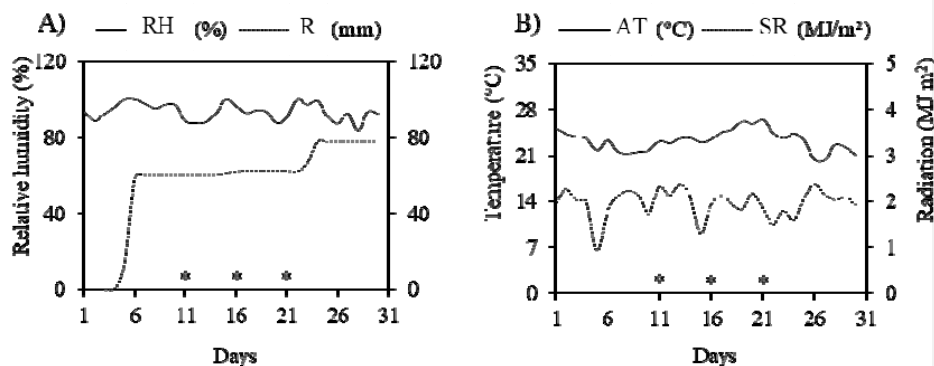 A) RH (%) R (mm)
120 120
80 80
40 40
0 0
1 6 11 16 21 26 31
Relative humidity (%)
Days
* * *
B) AT (°C) SR (MJ/m²)
35 5
28 4
21 3
14 2
7 1
0 0
1 6 11 16 21 26 31
Temperature (°C)
Radiation (MJ m²)
Days
* * *